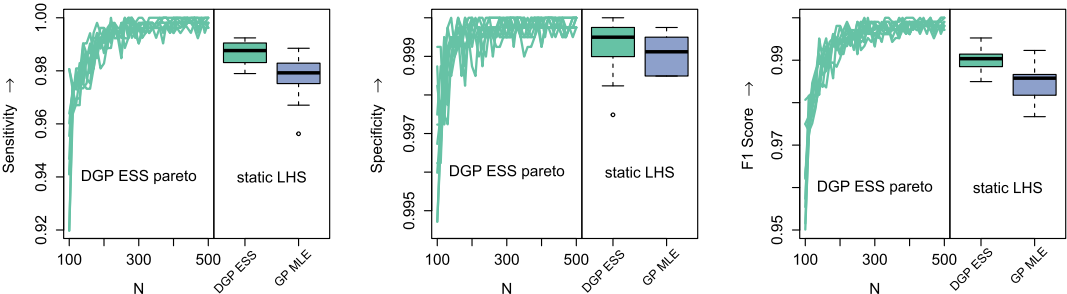 Sensitivity →
0.92
0.94
0.96
0.98
1.00
DGP ESS pareto
static LHS
100
300
500
DGP ESS
GP MLE
N
Specificity →
0.995
0.997
0.999
DGP ESS pareto
static LHS
100
300
500
DGP ESS
GP MLE
N
F1 Score →
0.95
0.97
0.99
DGP ESS pareto
static LHS
100
300
500
DGP ESS
GP MLE
N